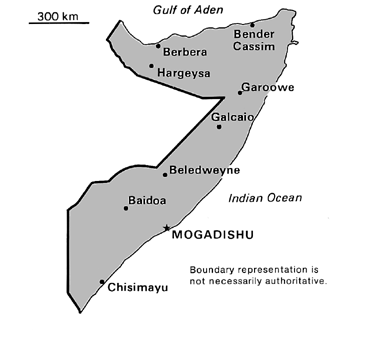 300 km
Gulf of Aden
Bender
Cassim
Berbera
Hargeysa
Garoowe
Galcaio
Beledweyne
Indian Ocean
Baidoa
MOGADISHU
Boundary representation is
not necessarily authoritative.
Chisimayu